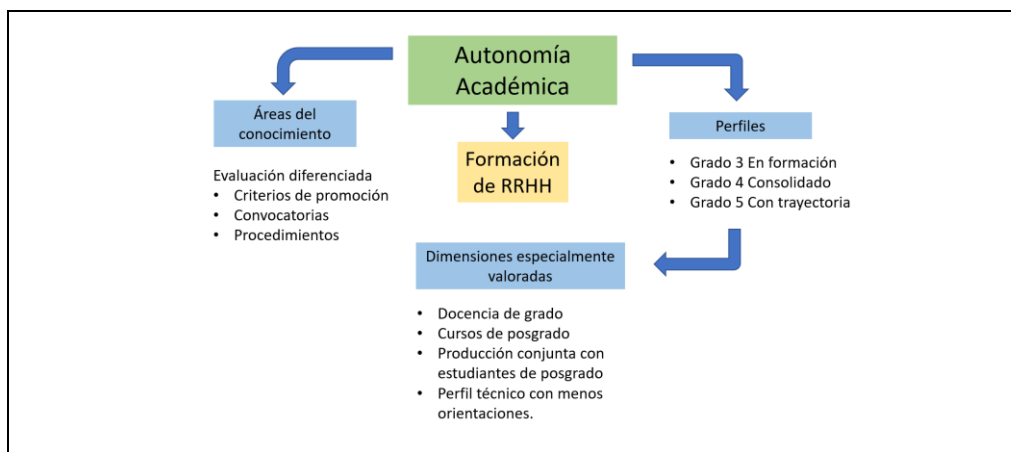 Autonomía
Académica
Áreas del
conocimiento
Evaluación diferenciada
• Criterios de promoción
• Convocatorias
• Procedimientos
Formación
de RRHH
Perfiles
• Grado 3 En formación
• Grado 4 Consolidado
• Grado 5 Con trayectoria
Dimensiones especialmente
valoradas
• Docencia de grado
• Cursos de posgrado
• Producción conjunta con
estudiantes de posgrado
• Perfil técnico con menos
orientaciones.